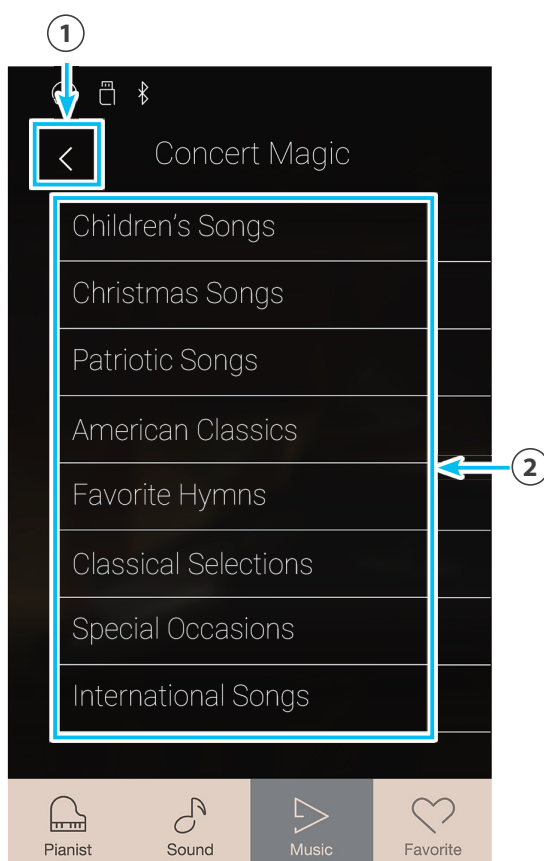 1
Concert Magic
Children's Songs
Christmas Songs
Patriotic Songs
American Classics
2
Favorite Hymns
Classical Selections
Special Occasions
International Songs
Pianist Sound Music Favorite